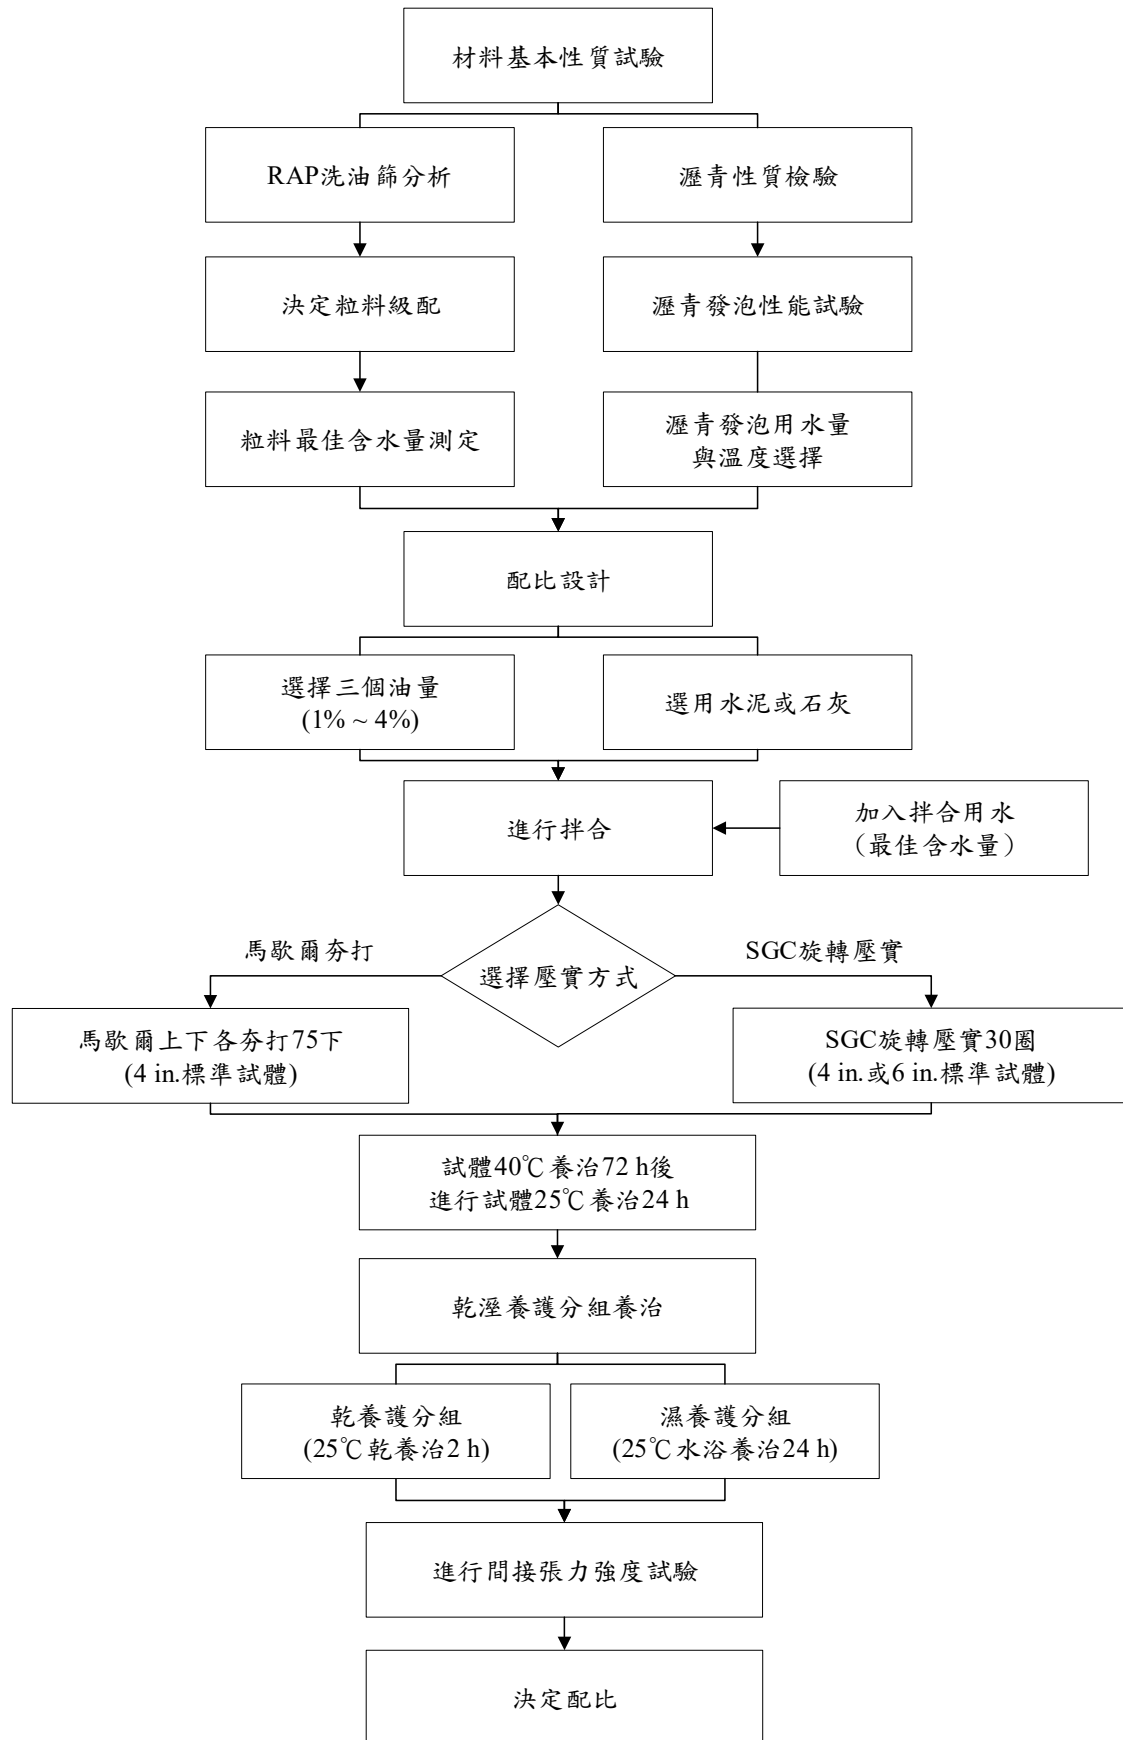 材料基本性質試驗
RAP洗油篩分析
瀝青性質檢驗
決定粒料級配
瀝青發泡性能試驗
粒料最佳含水量測定
瀝青發泡用水量
與溫度選擇
配比設計
選擇三個油量
(1% ~ 4%)
選用水泥或石灰
進行拌合
加入拌合用水
（最佳含水量）
馬歇爾夯打
選擇壓實方式
SGC旋轉壓實
馬歇爾上下各夯打75下
(4 in.標準試體)
SGC旋轉壓實30圈
(4 in.或6 in.標準試體)
試體40℃養治72 h後
進行試體25℃養治24 h
乾溼養護分組養治
乾養護分組
(25℃乾養治2 h)
濕養護分組
(25℃水浴養治24 h)
進行間接張力強度試驗
決定配比